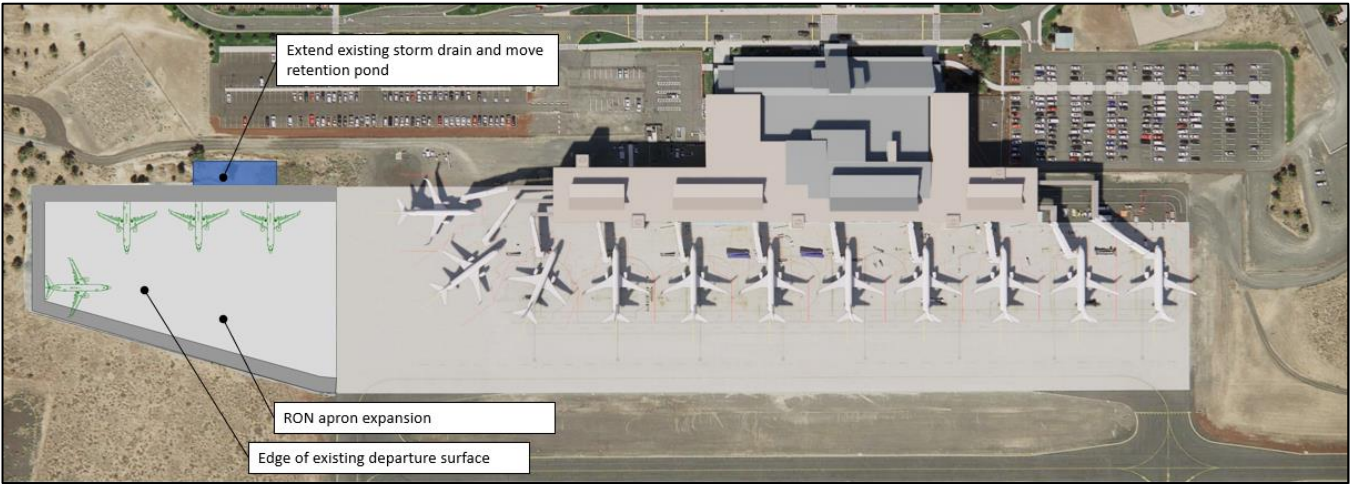 Extend existing storm drain and move
retention pond
RON apron expansion
Edge of existing departure surface